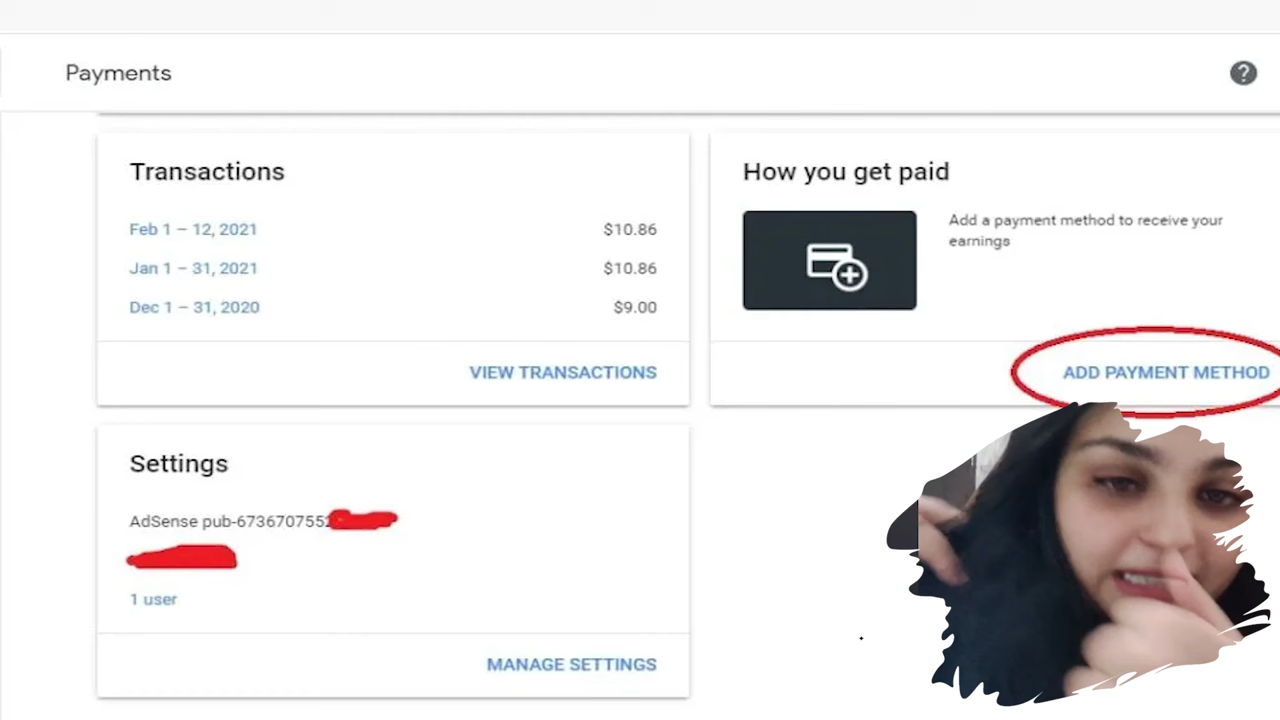 Payments
Transactions
Feb 1 – 12, 2021 $10.86
Jan 1 – 31, 2021 $10.86
Dec 1 – 31, 2020 $9.00
VIEW TRANSACTIONS
How you get paid
Add a payment method to receive your
earnings
ADD PAYMENT METHOD
Settings
AdSense pub-673670755
1 user
MANAGE SETTINGS